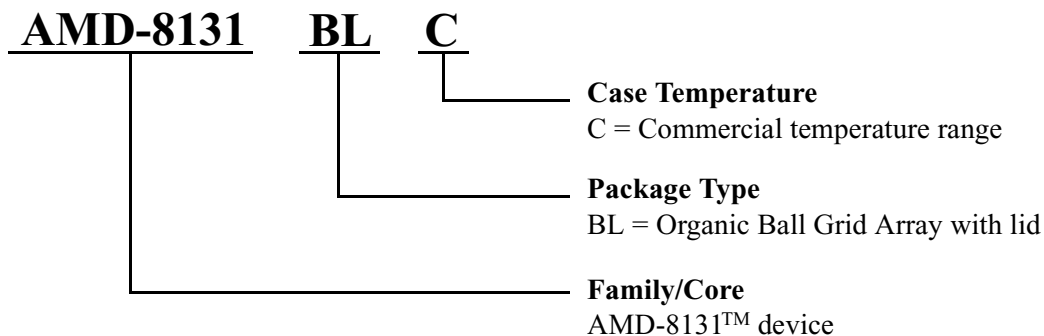 AMD-8131 BL C
Case Temperature
C = Commercial temperature range
Package Type
BL = Organic Ball Grid Array with lid
Family/Core
AMD-8131™ device